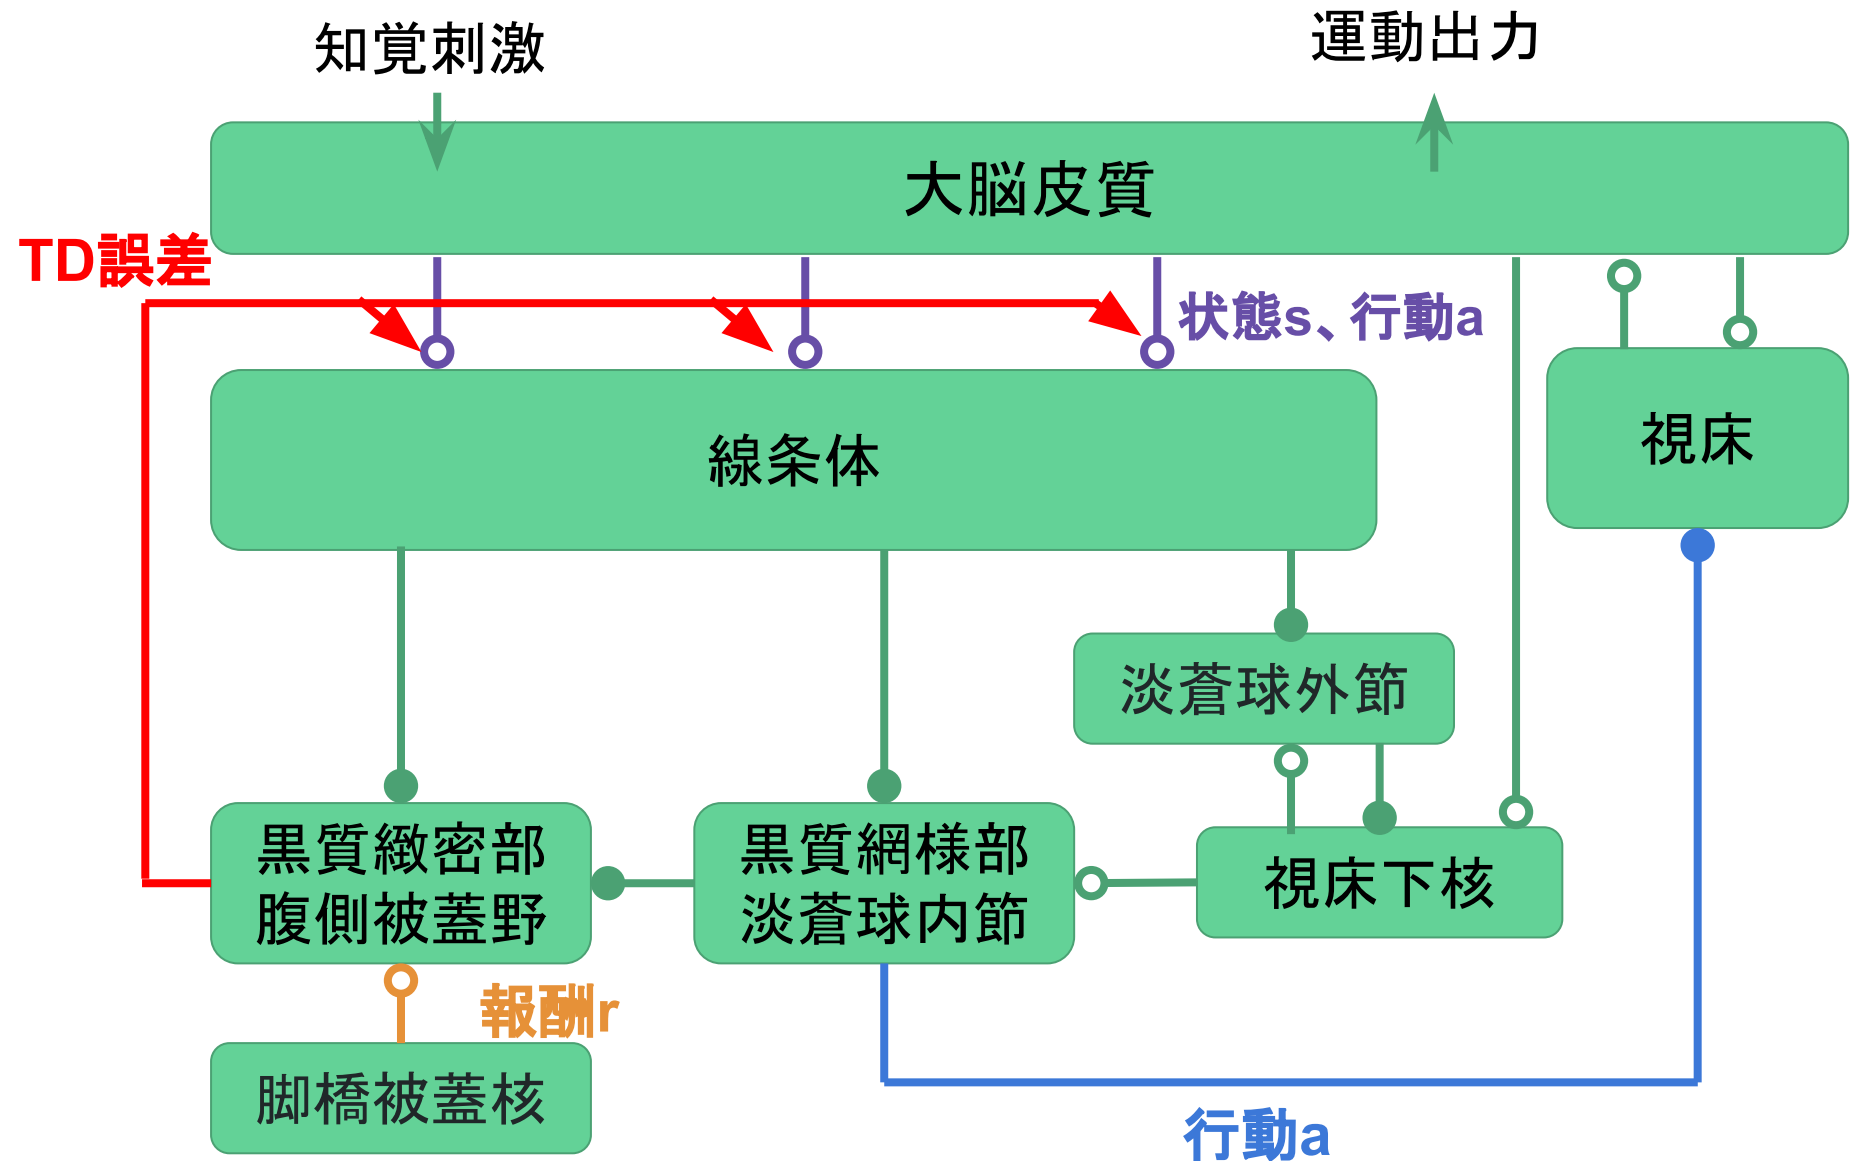 知覚刺激
運動出力
大脳皮質
TD誤差
状態s、行動a
線条体
視床
淡蒼球外節
黒質緻密部
腹側被蓋野
黒質網様部
淡蒼球内節
視床下核
報酬r
脚橋被蓋核
行動a